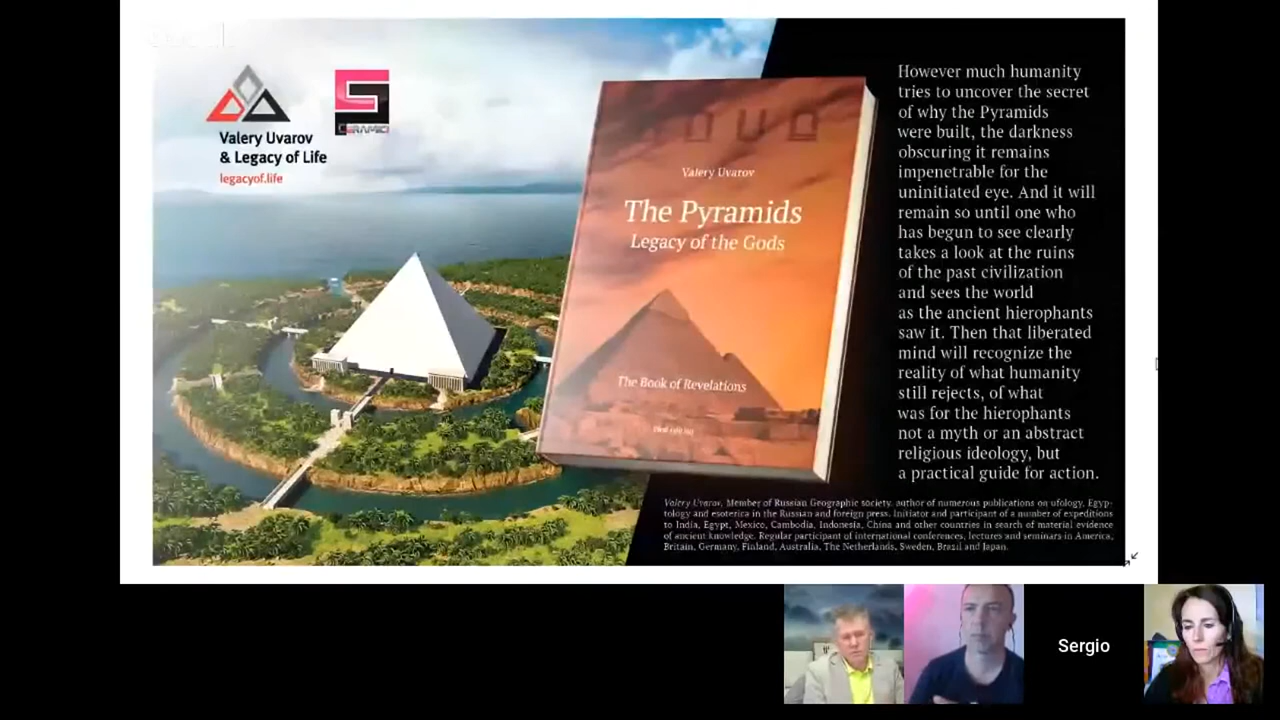 Valery Uvarov
& Legacy of Life
legacyof.life
CERAMICI
Valery Uvarov
The Pyramids
Legacy of the Gods
The Book of Revelations
However much humanity
tries to uncover the secret
of why the Pyramids
were built, the darkness
obscuring it remains
impenetrable for the
uninitiated eye. And it will
remain so until one who
has begun to see clearly
takes a look at the ruins
of the past civilization
and sees the world
as the ancient hierophants
saw it. Then that liberated
mind will recognize the
reality of what humanity
still rejects, of what
was for the hierophants
not a myth or an abstract
religious ideology, but
a practical guide for action.
Valery Uvarov, Member of Russian Geographic society, author of numerous publications on ufology, Egyp-
tology and esoterica in the Russian and foreign press. Initiator and participant of a number of expeditions
to India, Egypt, Mexico, Cambodia, Indonesia, China and other countries in search of material evidence
of ancient knowledge. Regular participant of international conferences, lectures and seminars in America,
Britain, Germany, Finland, Australia, The Netherlands, Sweden, Brazil and Japan.
Sergio